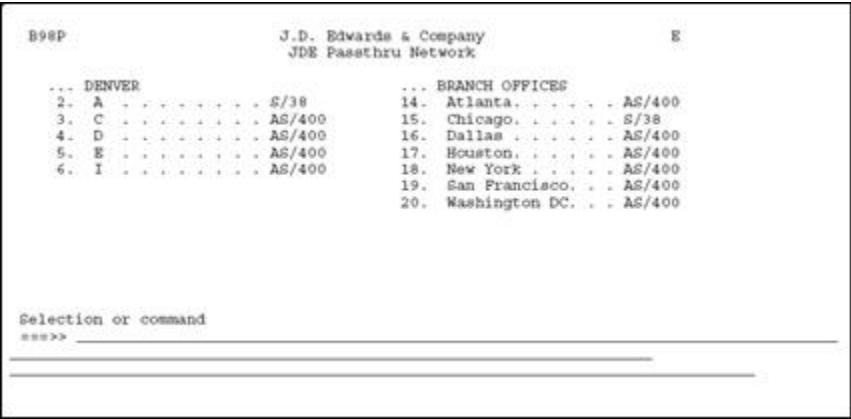 B98P J.D. Edwards & Company E
JDE Passthru Network
... DENVER ... BRANCH OFFICES
2. A . . . . . . . . S/38 14. Atlanta. . . . . . AS/400
3. C . . . . . . . . AS/400 15. Chicago. . . . . . S/38
4. D . . . . . . . . AS/400 16. Dallas . . . . . . AS/400
5. E . . . . . . . . AS/400 17. Houston. . . . . . AS/400
6. I . . . . . . . . AS/400 18. New York . . . . . AS/400
19. San Francisco. . . AS/400
20. Washington DC. . . AS/400
Selection or command
===>>